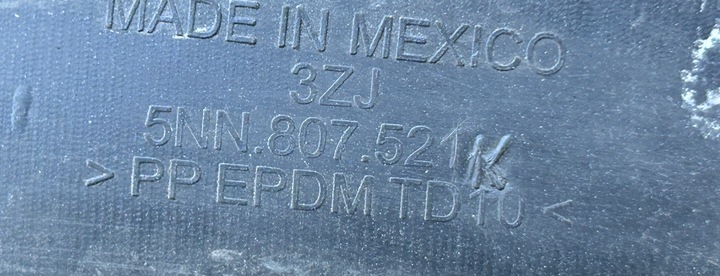 MADE IN MEXICO
3ZJ
5NN.807.521K
> PP EPDM TD10 <